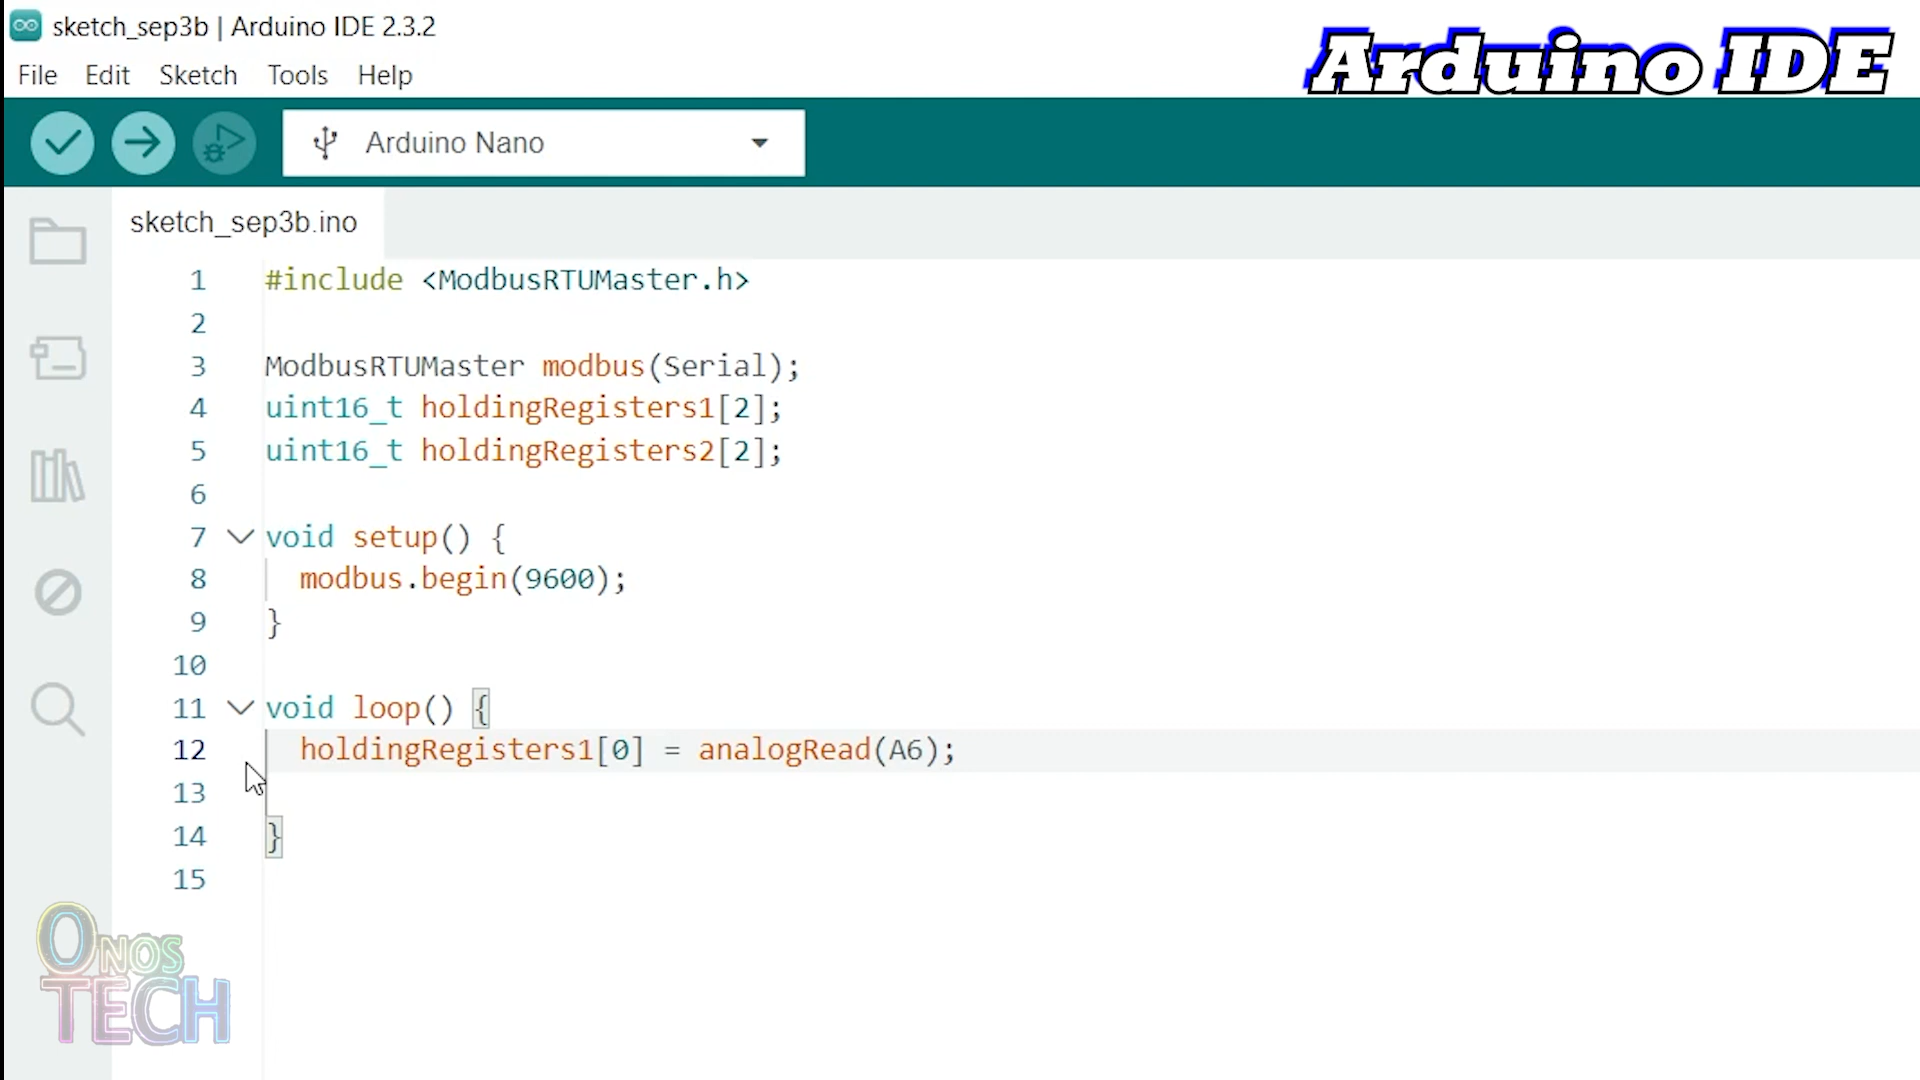 sketch_sep3b | Arduino IDE 2.3.2
Arduino IDE
File Edit Sketch Tools Help
Arduino Nano
sketch_sep3b.ino
1 #include <ModbusRTUMaster.h>
2
3 ModbusRTUMaster modbus(Serial);
4 uint16_t holdingRegisters1[2];
5 uint16_t holdingRegisters2[2];
6
7 void setup() {
8 modbus.begin(9600);
9 }
10
11 void loop() {
12 holdingRegisters1[0] = analogRead(A6);
13
14 }
15
ONOS
TECH